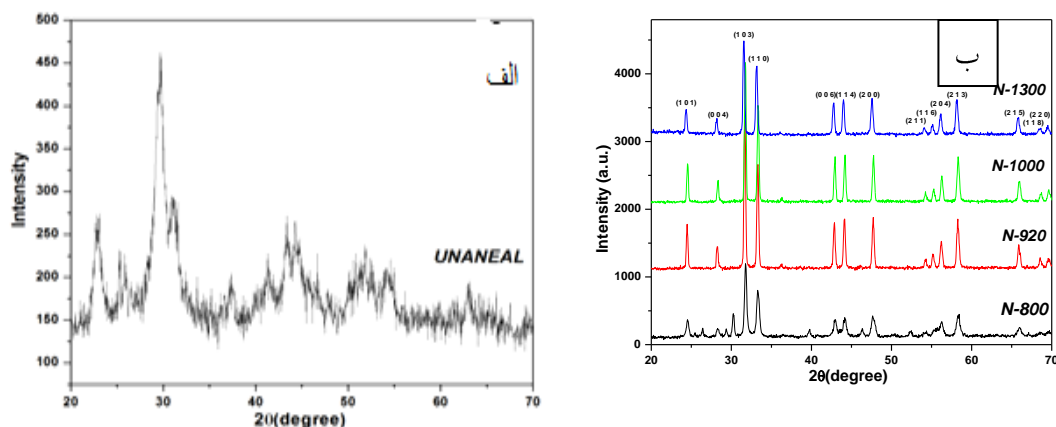 الف
UNANEAL
Intensity
500
450
400
350
300
250
200
150
100
20 30 40 50 60 70
2θ(degree)
ب
(1 0 3)
(1 1 0)
(1 0 1)
(0 0 4)
(0 0 6)
(1 1 4)
(2 0 0)
(2 1 1)
(1 1 6)
(2 0 4)
(2 1 3)
(2 1 5)
(1 1 8)
(2 2 0)
N-1300
N-1000
N-920
N-800
Intensity (a.u.)
4000
3000
2000
1000
0
20 30 40 50 60 70
2θ(degree)